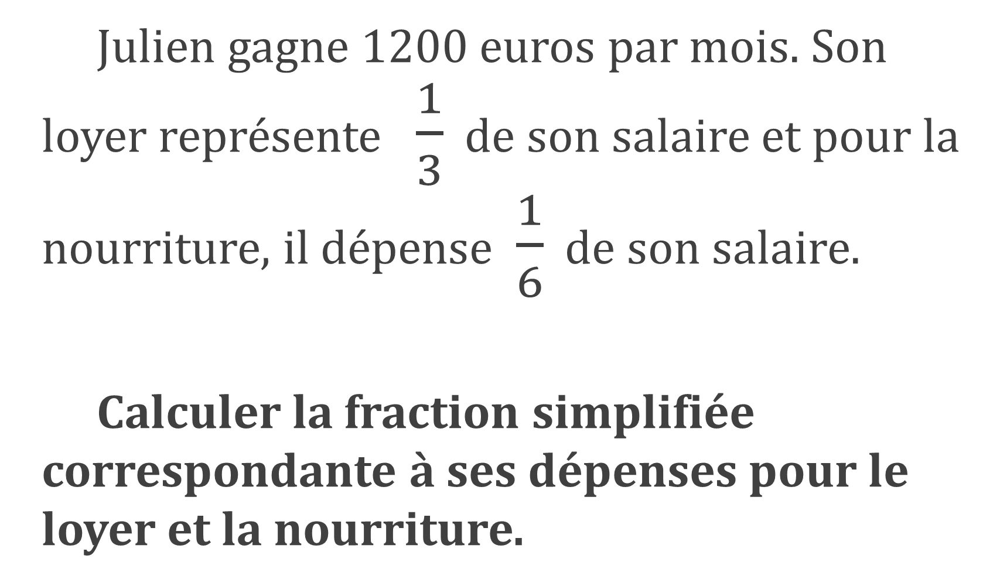 Julien gagne 1200 euros par mois. Son
loyer représente 1/3 de son salaire et pour la
nourriture, il dépense 1/6 de son salaire.
Calculer la fraction simplifiée
correspondante à ses dépenses pour le
loyer et la nourriture.